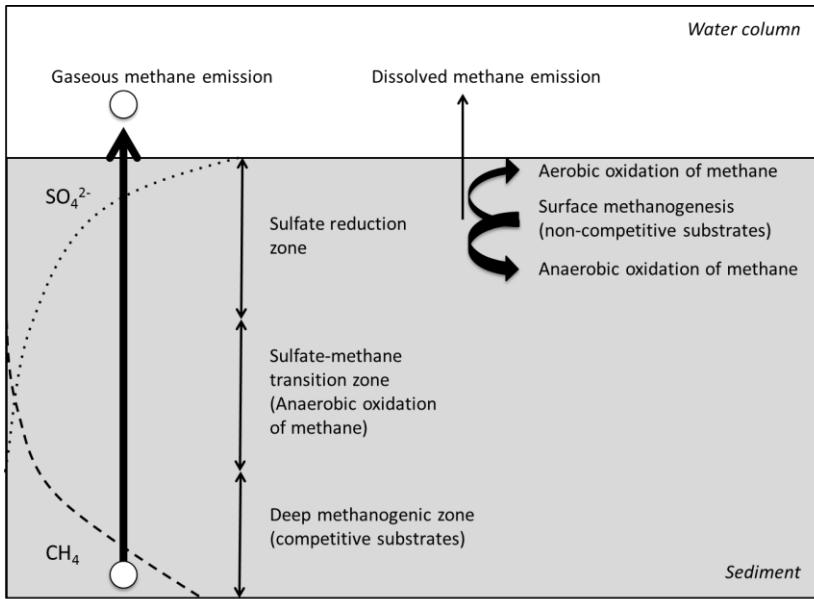 Water column
Gaseous methane emission
Dissolved methane emission
SO₄²⁻
Sulfate reduction
zone
Aerobic oxidation of methane
Surface methanogenesis
(non-competitive substrates)
Anaerobic oxidation of methane
Sulfate-methane
transition zone
(Anaerobic oxidation
of methane)
Deep methanogenic zone
(competitive substrates)
CH₄
Sediment